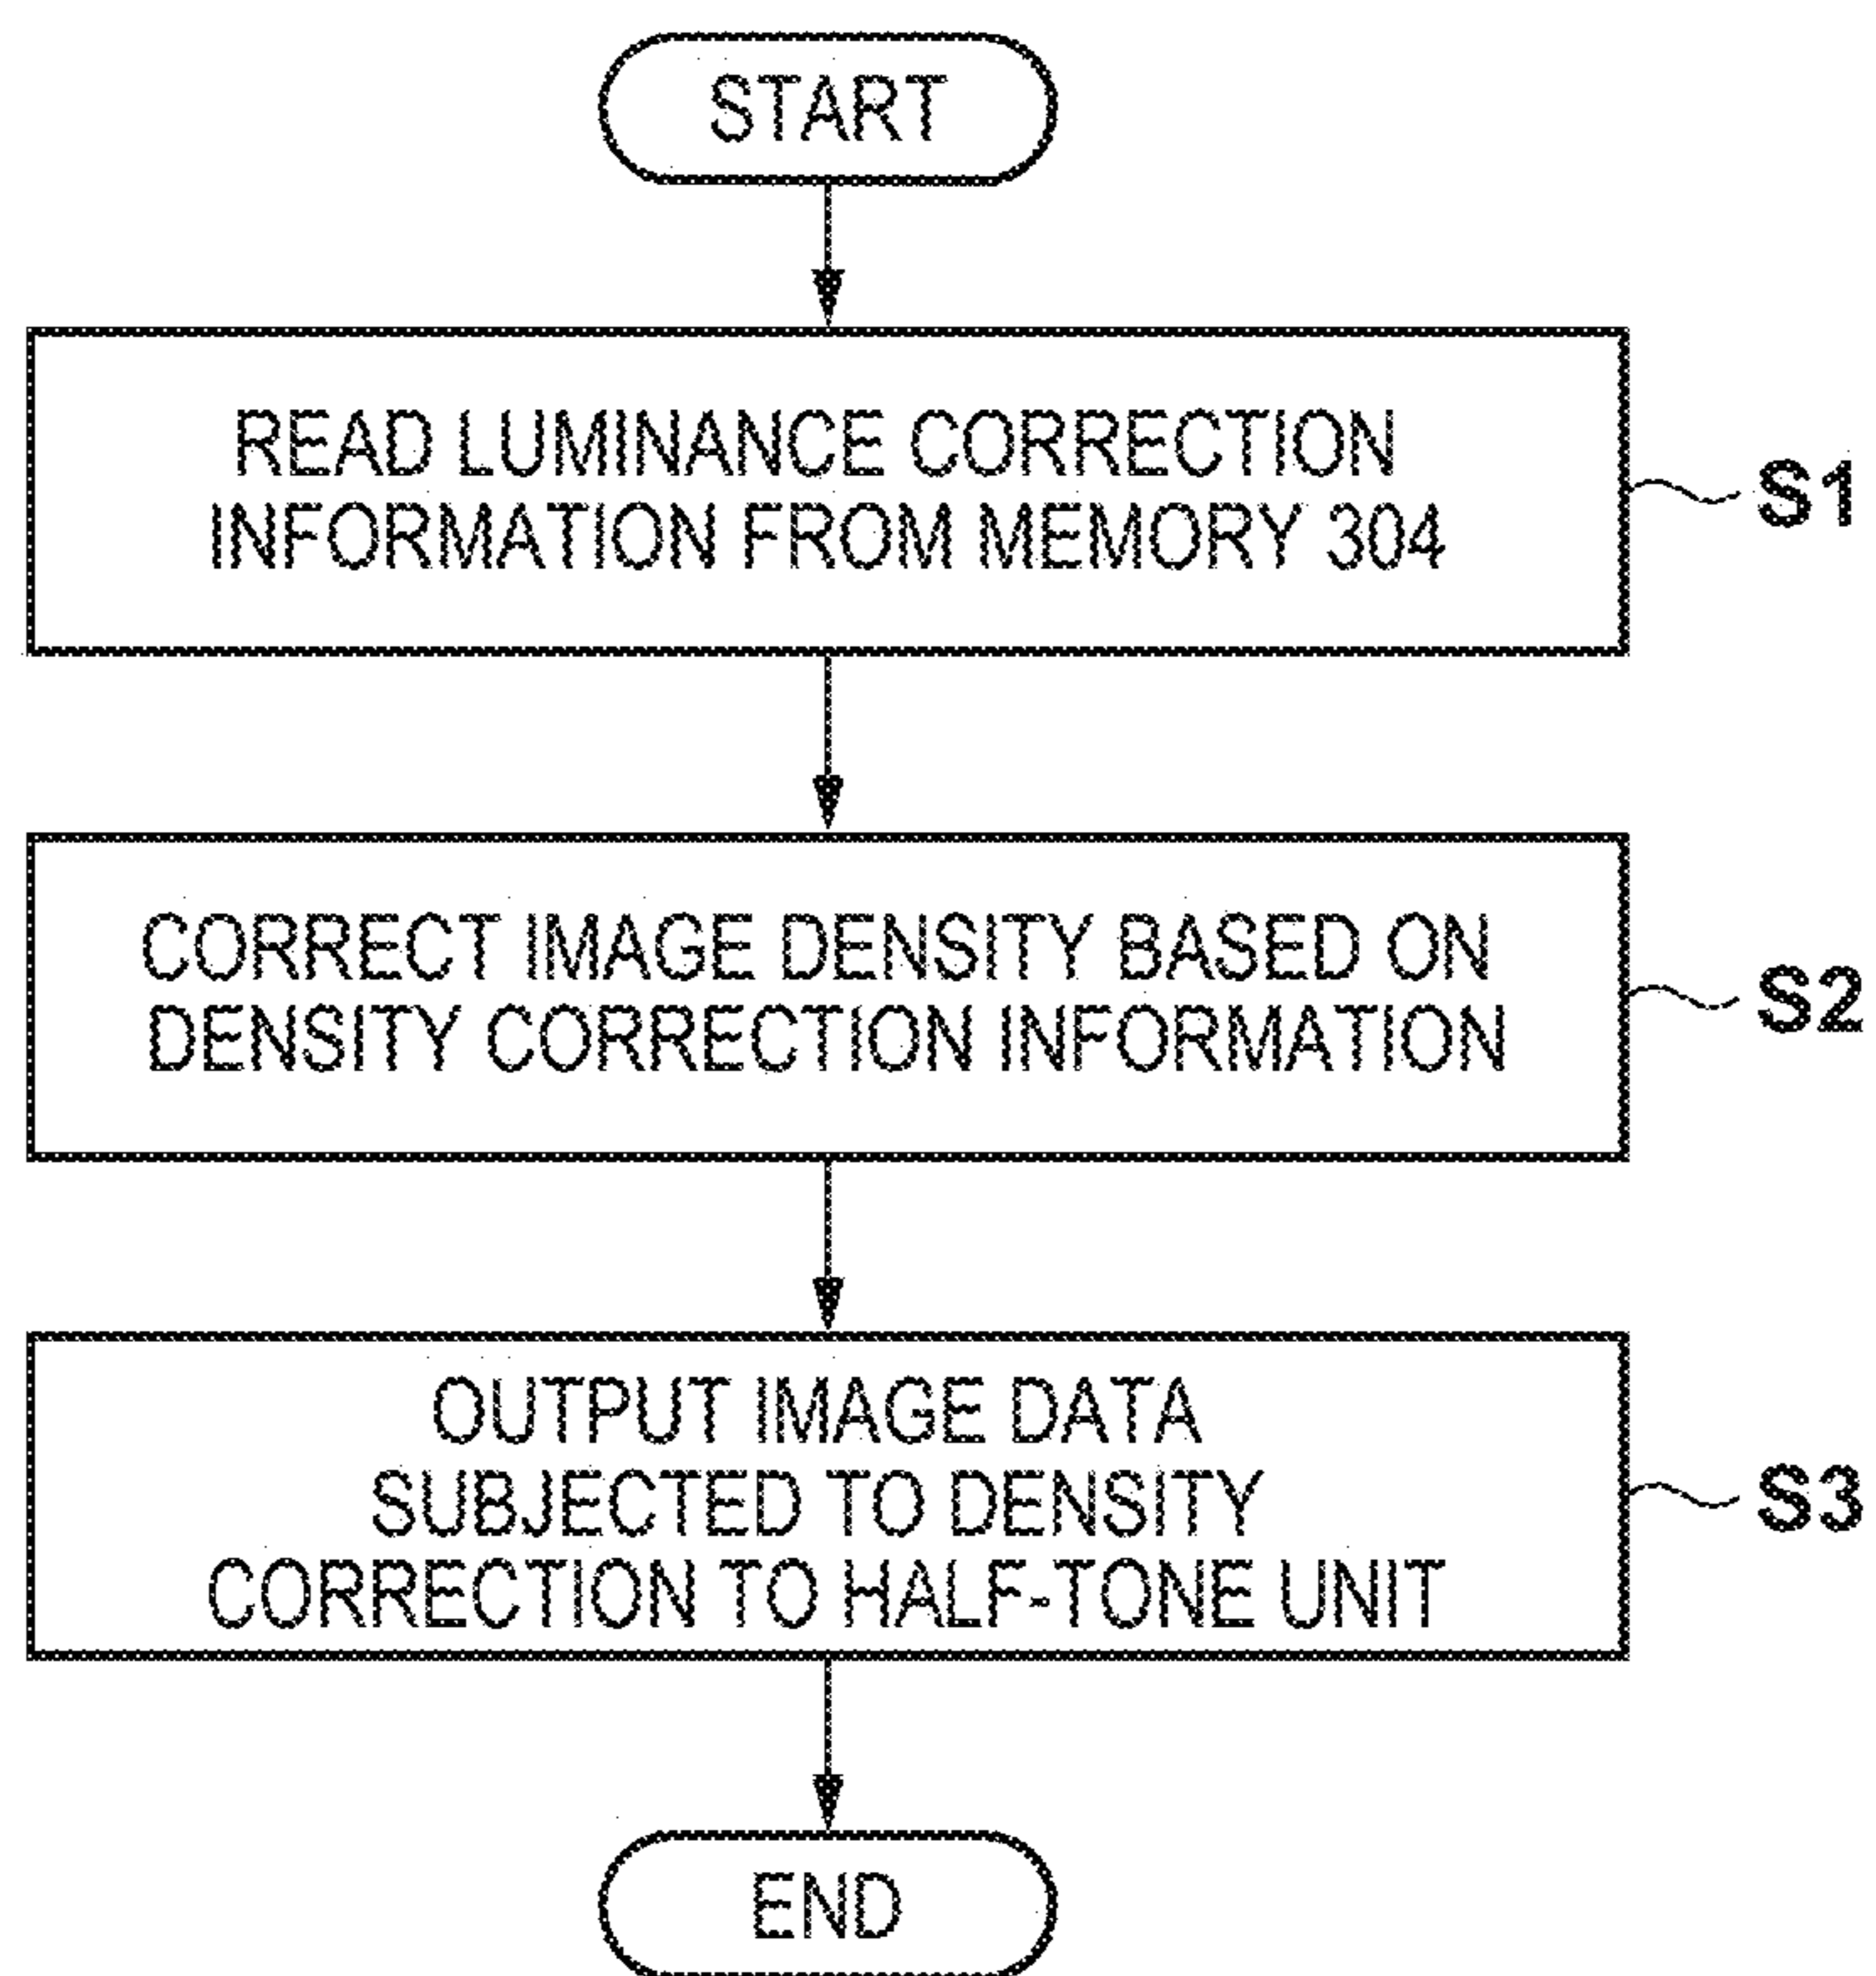 START
READ LUMINANCE CORRECTION
INFORMATION FROM MEMORY 304
S1
CORRECT IMAGE DENSITY BASED ON
DENSITY CORRECTION INFORMATION
S2
OUTPUT IMAGE DATA
SUBJECTED TO DENSITY
CORRECTION TO HALF-TONE UNIT
S3
END